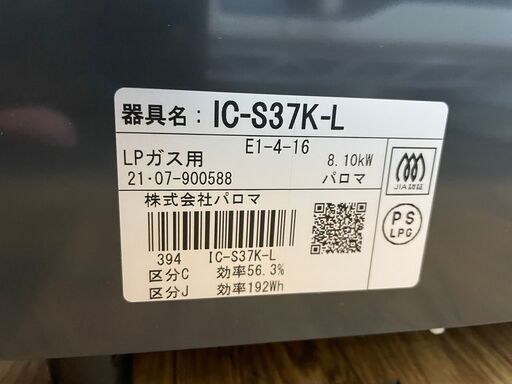 器具名：IC-S37K-L
E1-4-16
LPガス用 8.10kW
21･07-900588 パロマ
JIA認証
株式会社パロマ
PS
LPG
394 IC-S37K-L
区分C 効率56.3%
区分J 効率192Wh